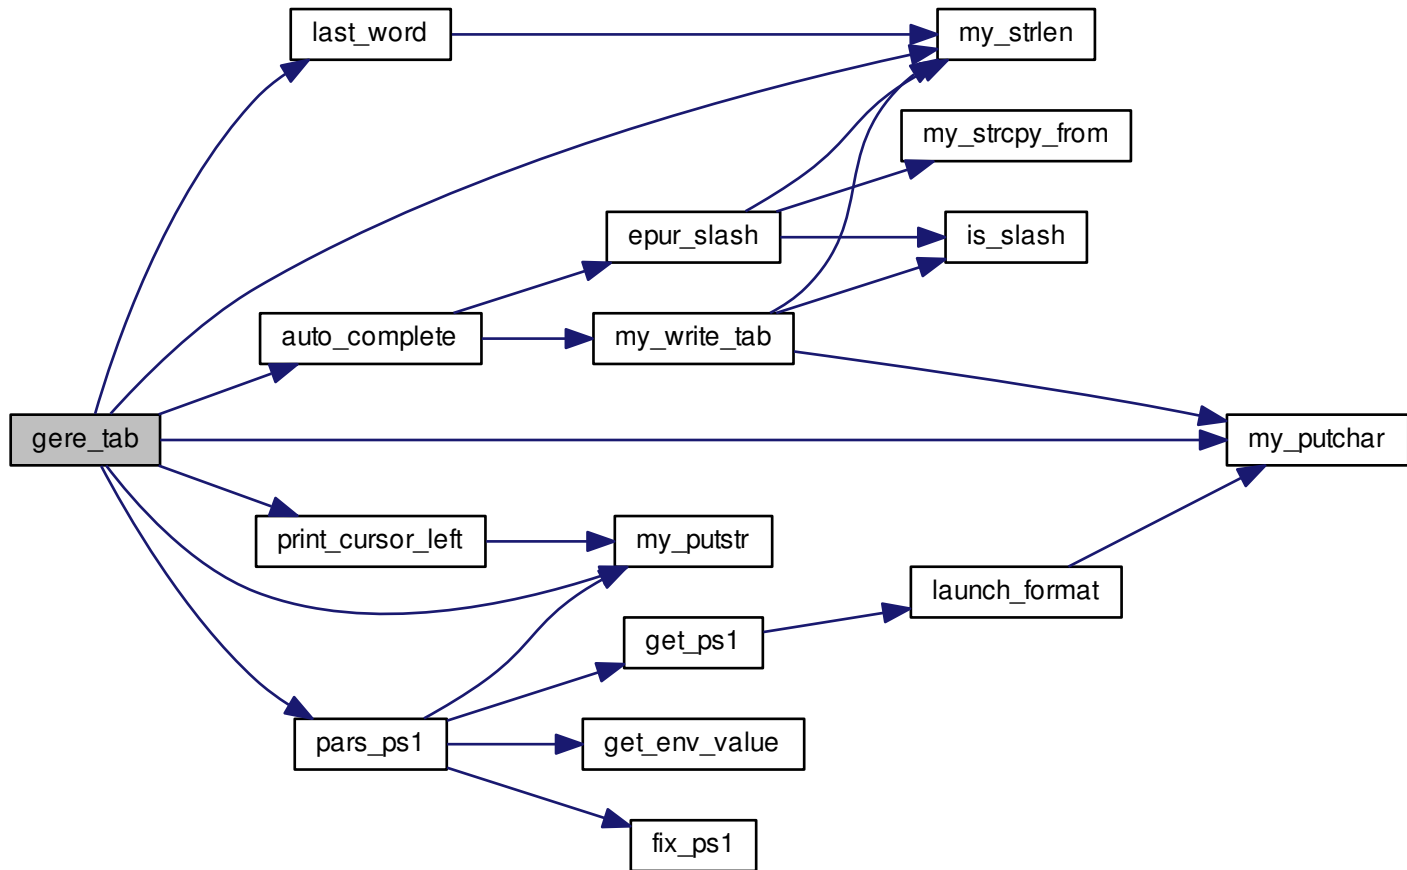 last_word
my_strlen
my_strcpy_from
epur_slash
is_slash
auto_complete
my_write_tab
gere_tab
my_putchar
print_cursor_left
my_putstr
launch_format
get_ps1
pars_ps1
get_env_value
fix_ps1